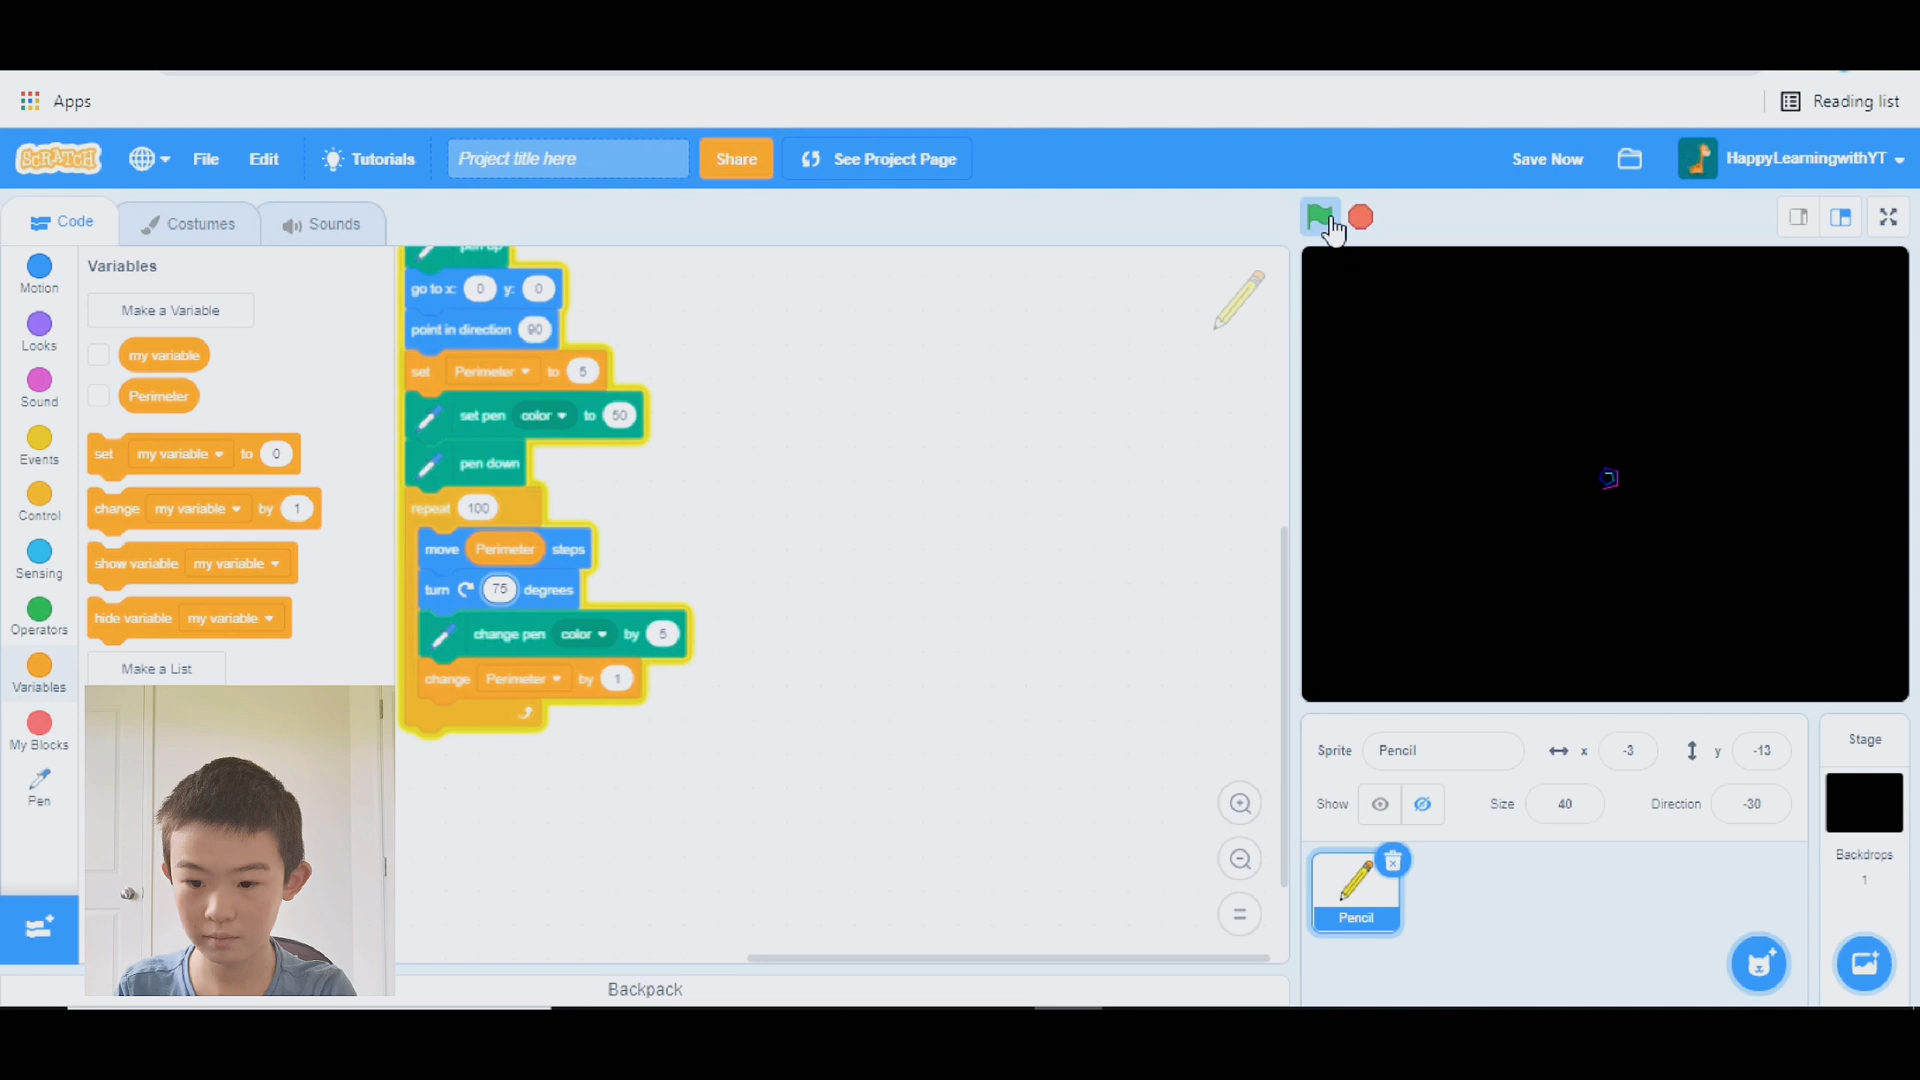 Apps
Reading list
SCRATCH
File
Edit
Tutorials
Project title here
Share
See Project Page
Save Now
HappyLearningwithYT
Code
Costumes
Sounds
Motion
Looks
Sound
Events
Control
Sensing
Operators
Variables
My Blocks
Pen
Variables
Make a Variable
my variable
Perimeter
set my variable to 0
change my variable by 1
show variable my variable
hide variable my variable
Make a List
pen up
go to x: 0 y: 0
point in direction 90
set Perimeter to 5
set pen color to 50
pen down
repeat 100
move Perimeter steps
turn 75 degrees
change pen color by 5
change Perimeter by 1
Backpack
Sprite Pencil x -3 y -13
Show Size 40 Direction -30
Pencil
Stage
Backdrops
1